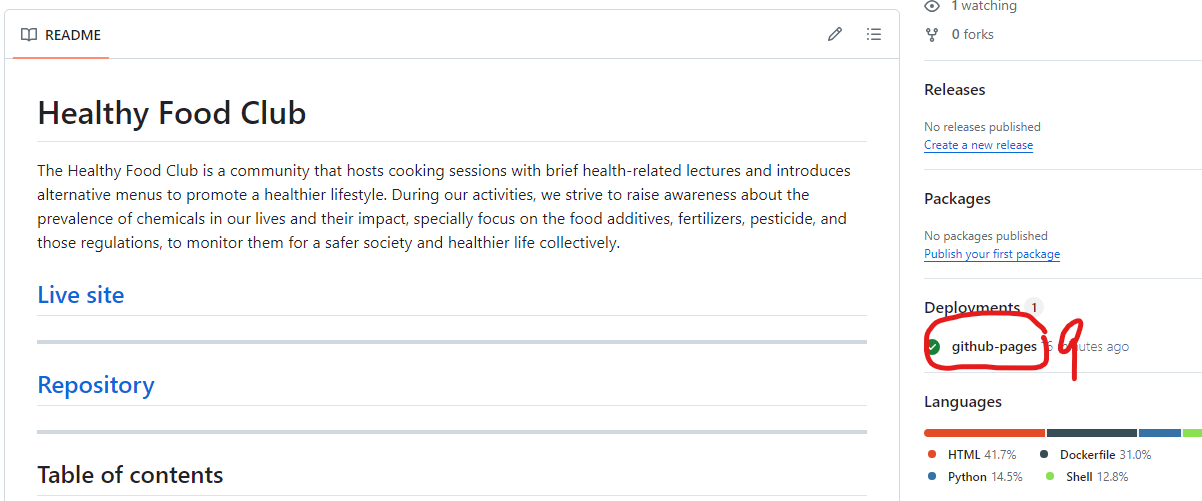 README
Healthy Food Club
The Healthy Food Club is a community that hosts cooking sessions with brief health-related lectures and introduces
alternative menus to promote a healthier lifestyle. During our activities, we strive to raise awareness about the
prevalence of chemicals in our lives and their impact, specially focus on the food additives, fertilizers, pesticide, and
those regulations, to monitor them for a safer society and healthier life collectively.
Live site
Repository
Table of contents
1 watching
0 forks
Releases
No releases published
Create a new release
Packages
No packages published
Publish your first package
Deployments 1
github-pages minutes ago
9
Languages
HTML 41.7% Dockerfile 31.0%
Python 14.5% Shell 12.8%